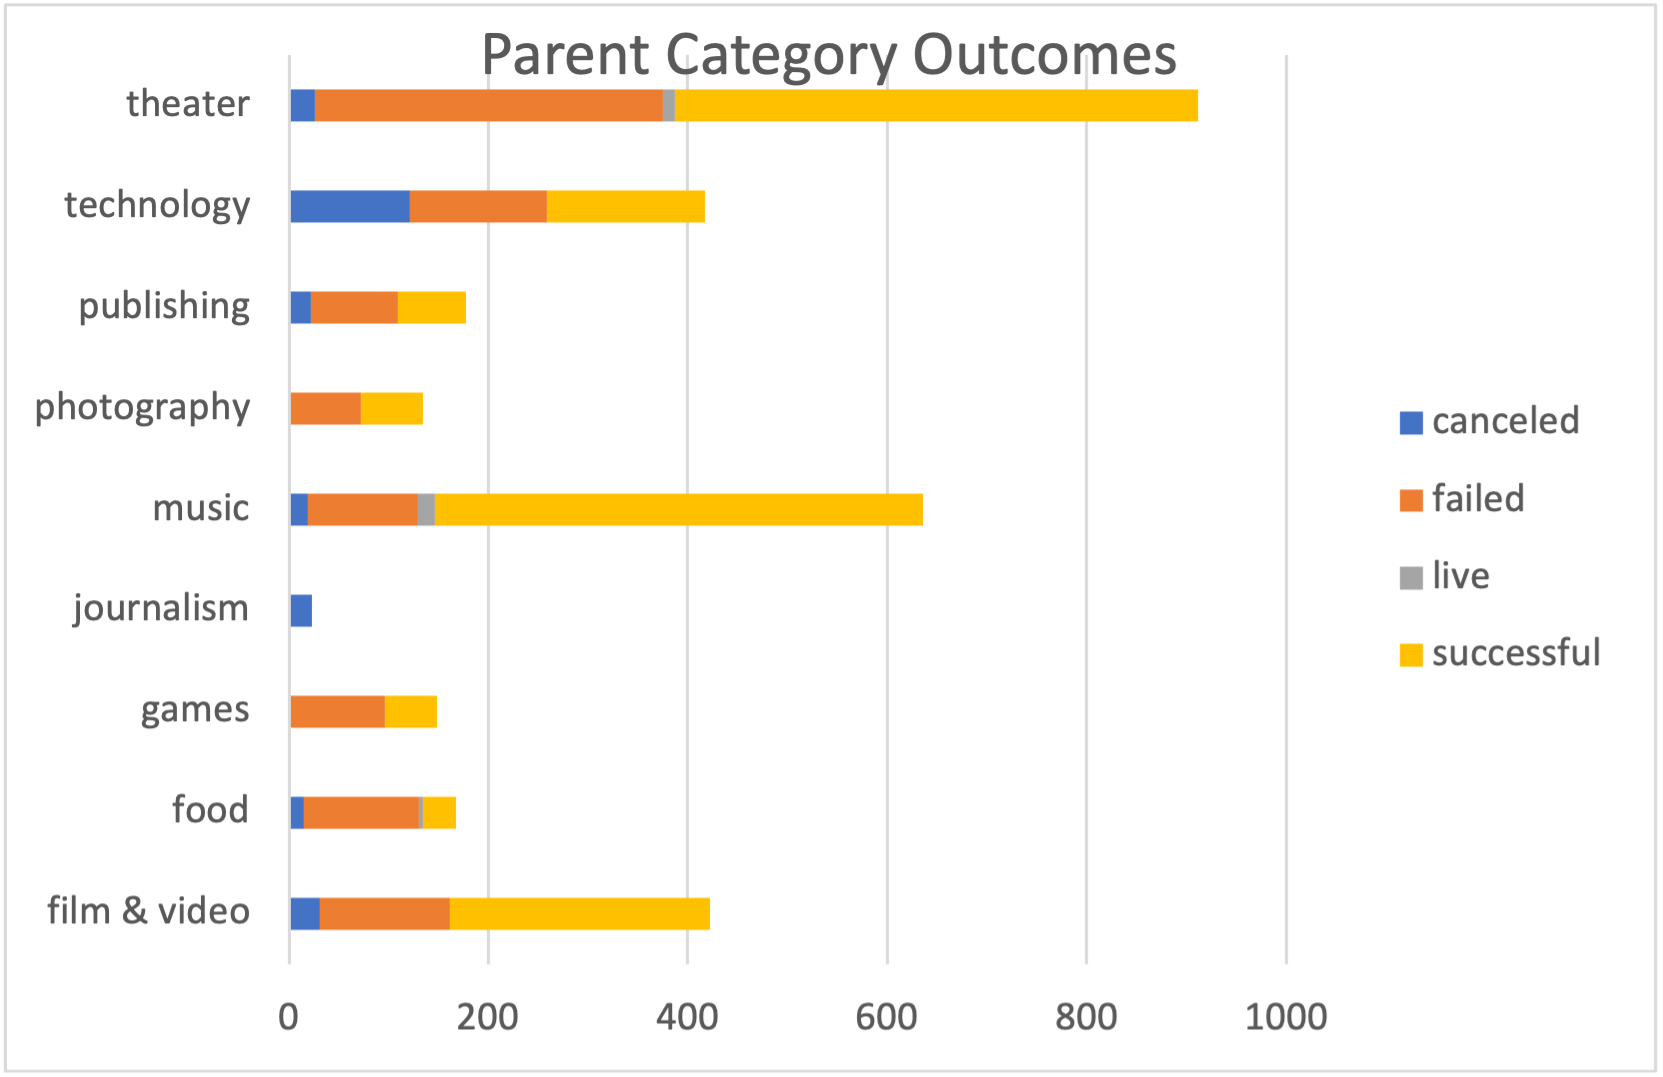 Parent Category Outcomes
theater
technology
publishing
photography
music
journalism
games
food
film & video
0 200 400 600 800 1000
canceled
failed
live
successful